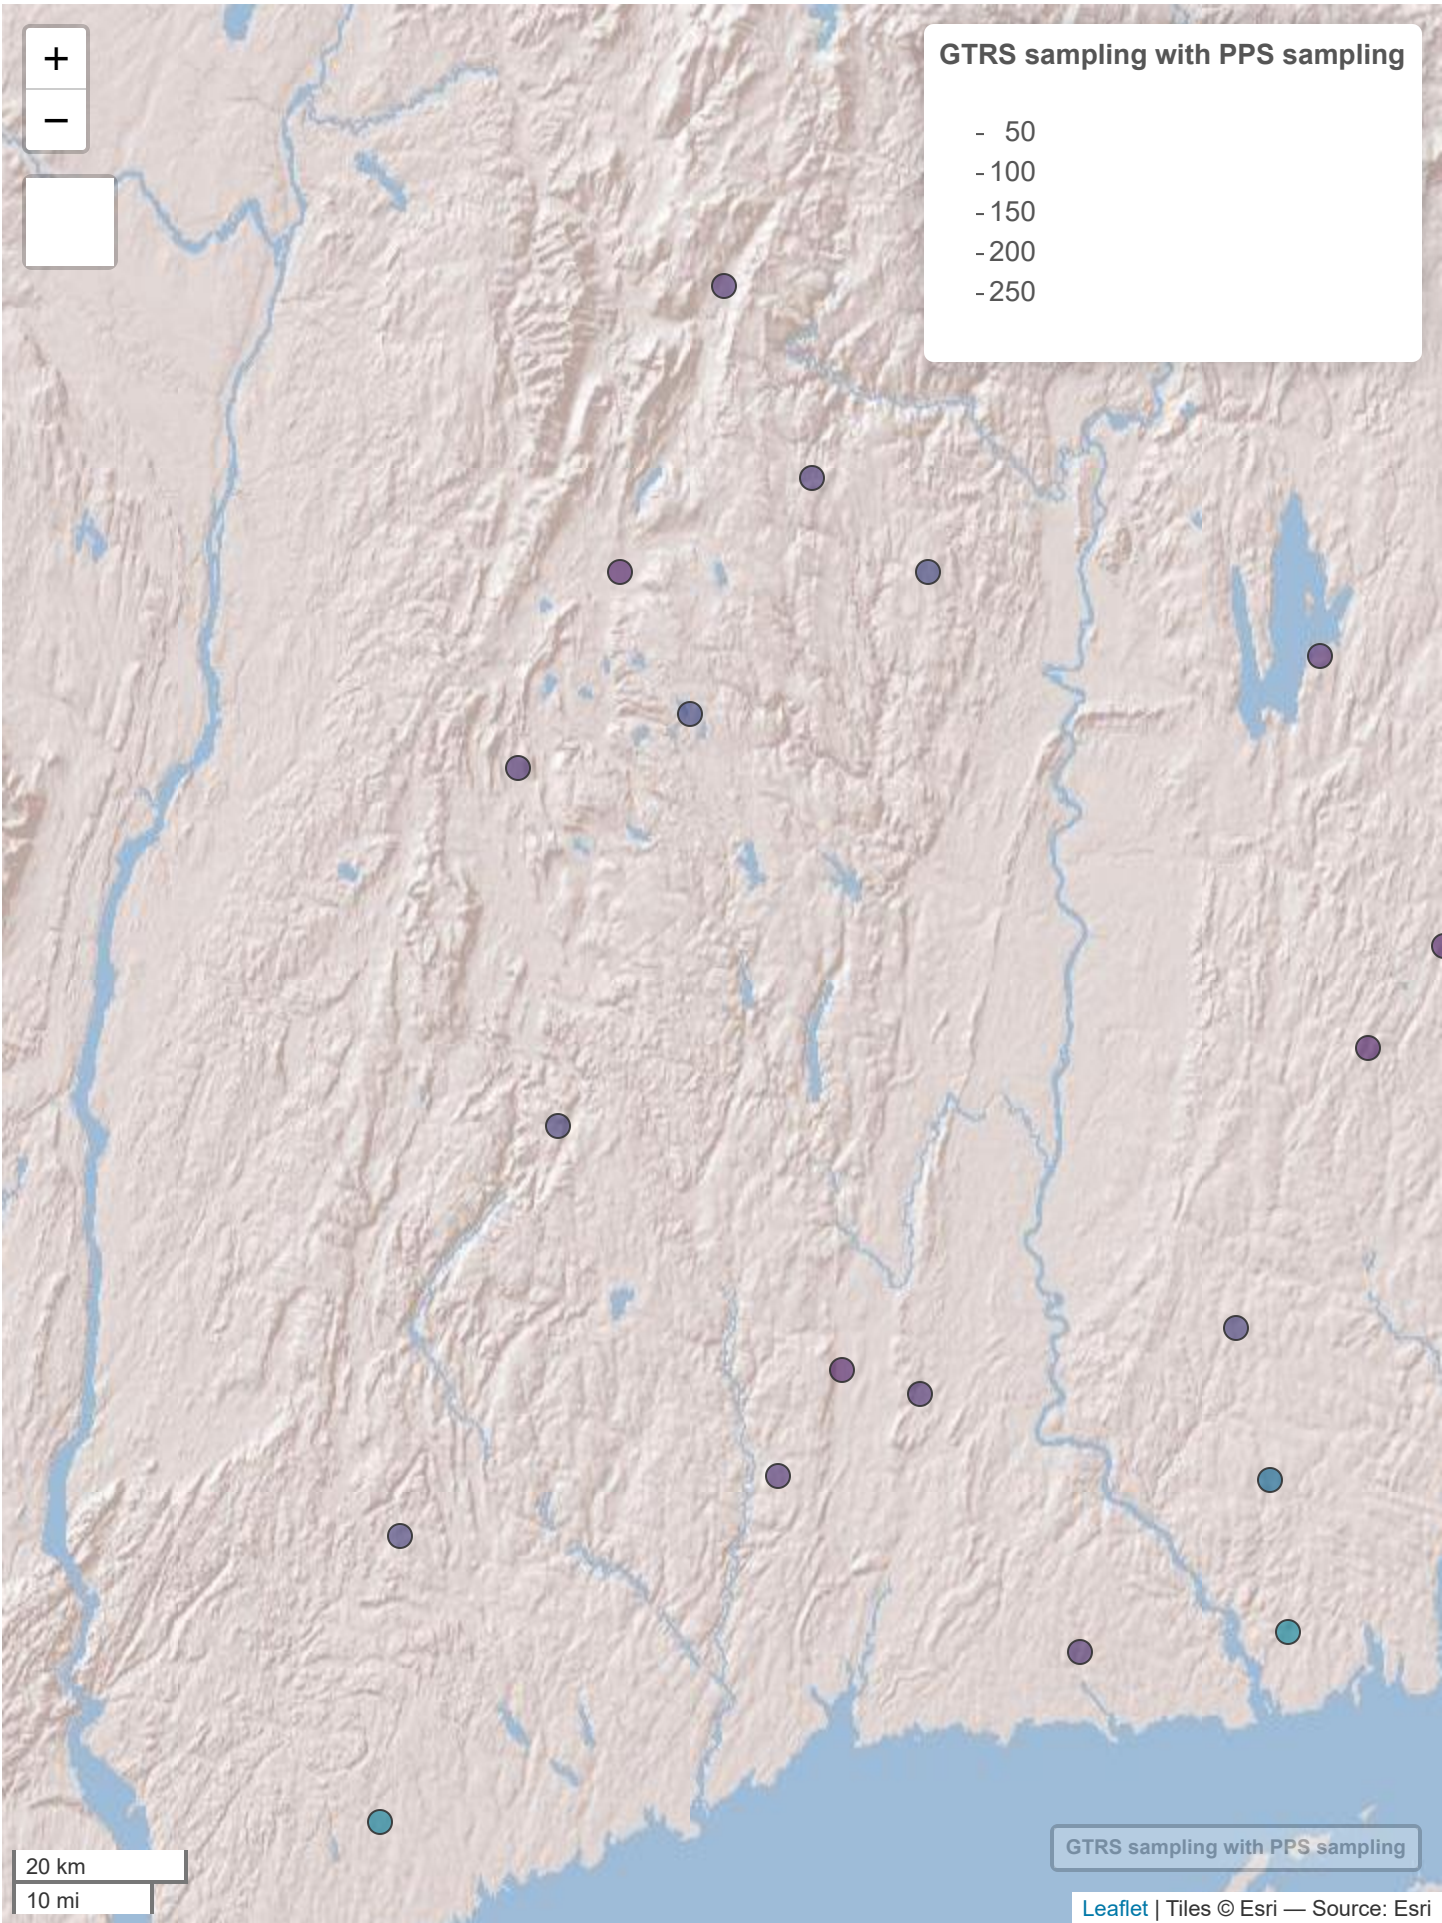 +
−
GTRS sampling with PPS sampling
- 50
- 100
- 150
- 200
- 250
GTRS sampling with PPS sampling
20 km
10 mi
Leaflet | Tiles © Esri — Source: Esri